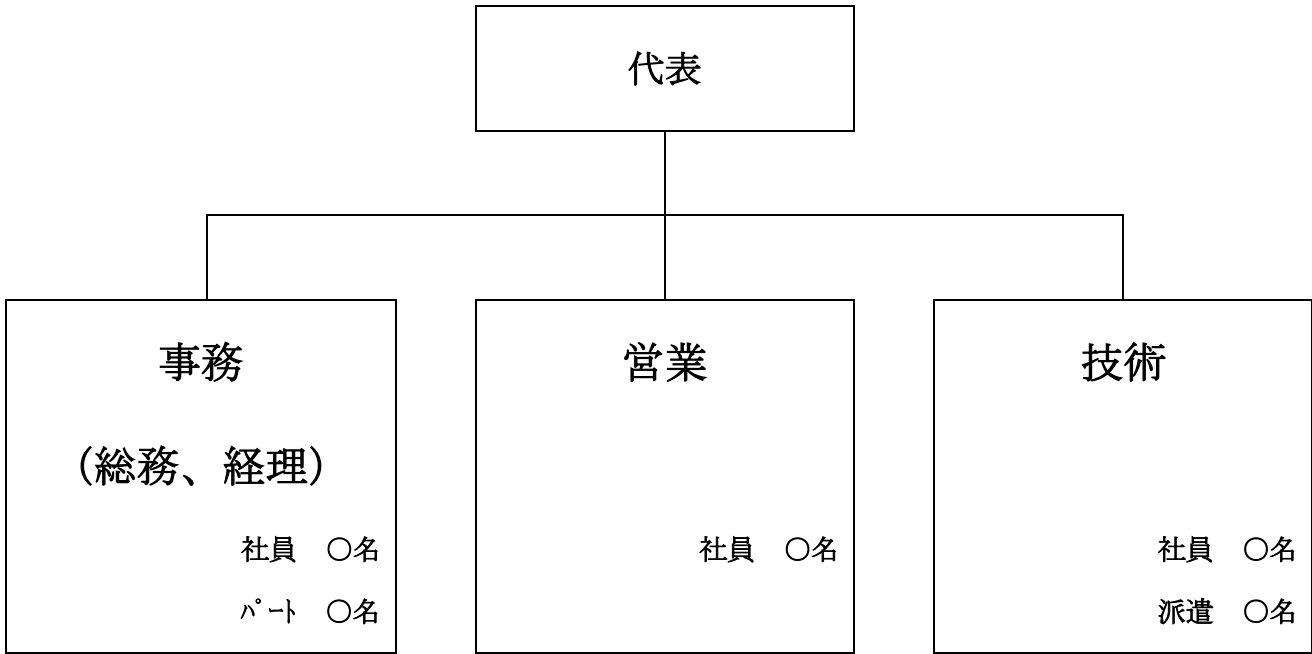 代表
事務
（総務、経理）
社員　〇名
ﾊﾟｰﾄ　〇名
営業
社員　〇名
技術
社員　〇名
派遣　〇名